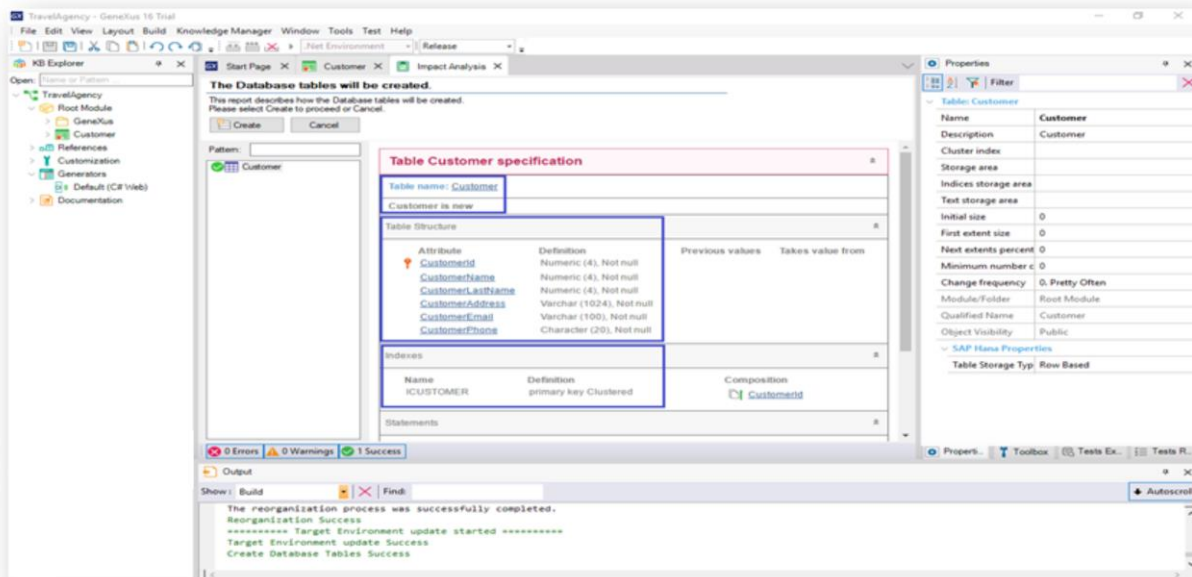 TravelAgency - GeneXus 16 Trial
File Edit View Layout Build Knowledge Manager Window Tools Test Help
.Net Environment Release
KB Explorer
Open: Name or Pattern ...
TravelAgency
Root Module
GeneXus
Customer
References
Customization
Generators
Default (C# Web)
Documentation
Start Page Customer Impact Analysis
The Database tables will be created.
This report describes how the Database tables will be created.
Please select Create to proceed or Cancel.
Create Cancel
Pattern:
Customer
Table Customer specification
Table name: Customer
Customer is new
Table Structure
Attribute Definition Previous values Takes value from
CustomerId Numeric (4), Not null
CustomerName Numeric (4), Not null
CustomerLastName Numeric (4), Not null
CustomerAddress Varchar (1024), Not null
CustomerEmail Varchar (100), Not null
CustomerPhone Character (20), Not null
Indexes
Name Definition Composition
ICUSTOMER primary key Clustered CustomerId
Statements
0 Errors 0 Warnings 1 Success
Output
Show: Build Find:
Autoscroll
The reorganization process was successfully completed.
Reorganization Success
========== Target Environment update started ==========
Target Environment update Success
Create Database Tables Success
Properties
Filter
Table: Customer
Name Customer
Description Customer
Cluster index
Storage area
Indices storage area
Text storage area
Initial size 0
First extent size 0
Next extents percent 0
Minimum number c 0
Change frequency 0, Pretty Often
Module/Folder Root Module
Qualified Name Customer
Object Visibility Public
SAP Hana Properties
Table Storage Typ Row Based
Properti.. Toolbox Tests Ex... Tests R...